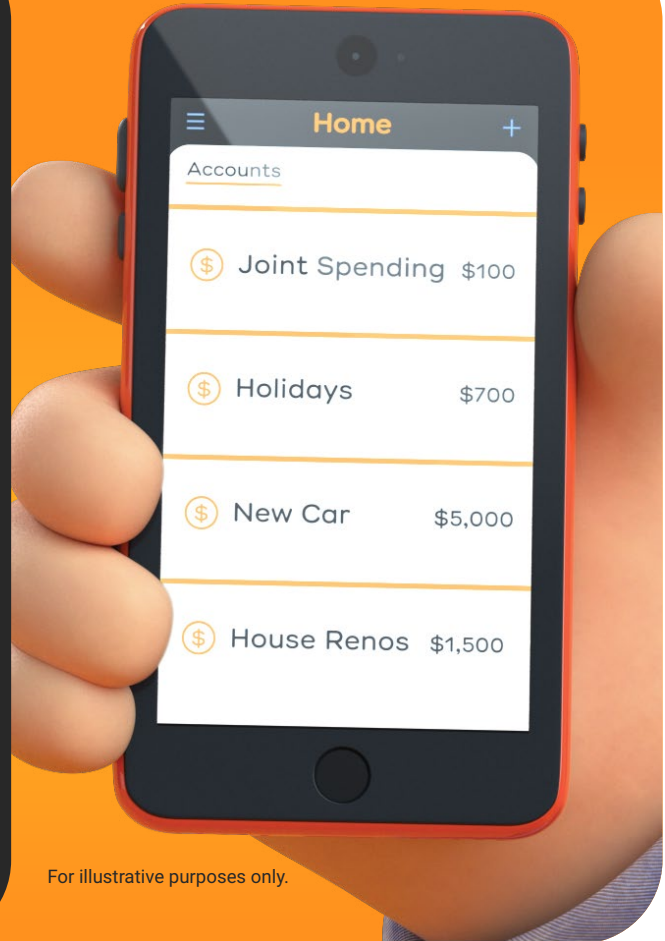 Home
Accounts
Joint Spending $100
Holidays $700
New Car $5,000
House Renos $1,500
For illustrative purposes only.